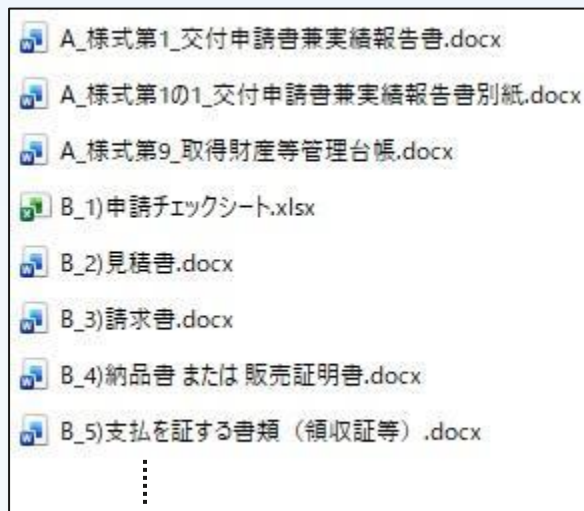 A_様式第1_交付申請書兼実績報告書.docx
A_様式第1の1_交付申請書兼実績報告書別紙.docx
A_様式第9_取得財産等管理台帳.docx
B_1)申請チェックシート.xlsx
B_2)見積書.docx
B_3)請求書.docx
B_4)納品書 または 販売証明書.docx
B_5)支払を証する書類（領収証等）.docx